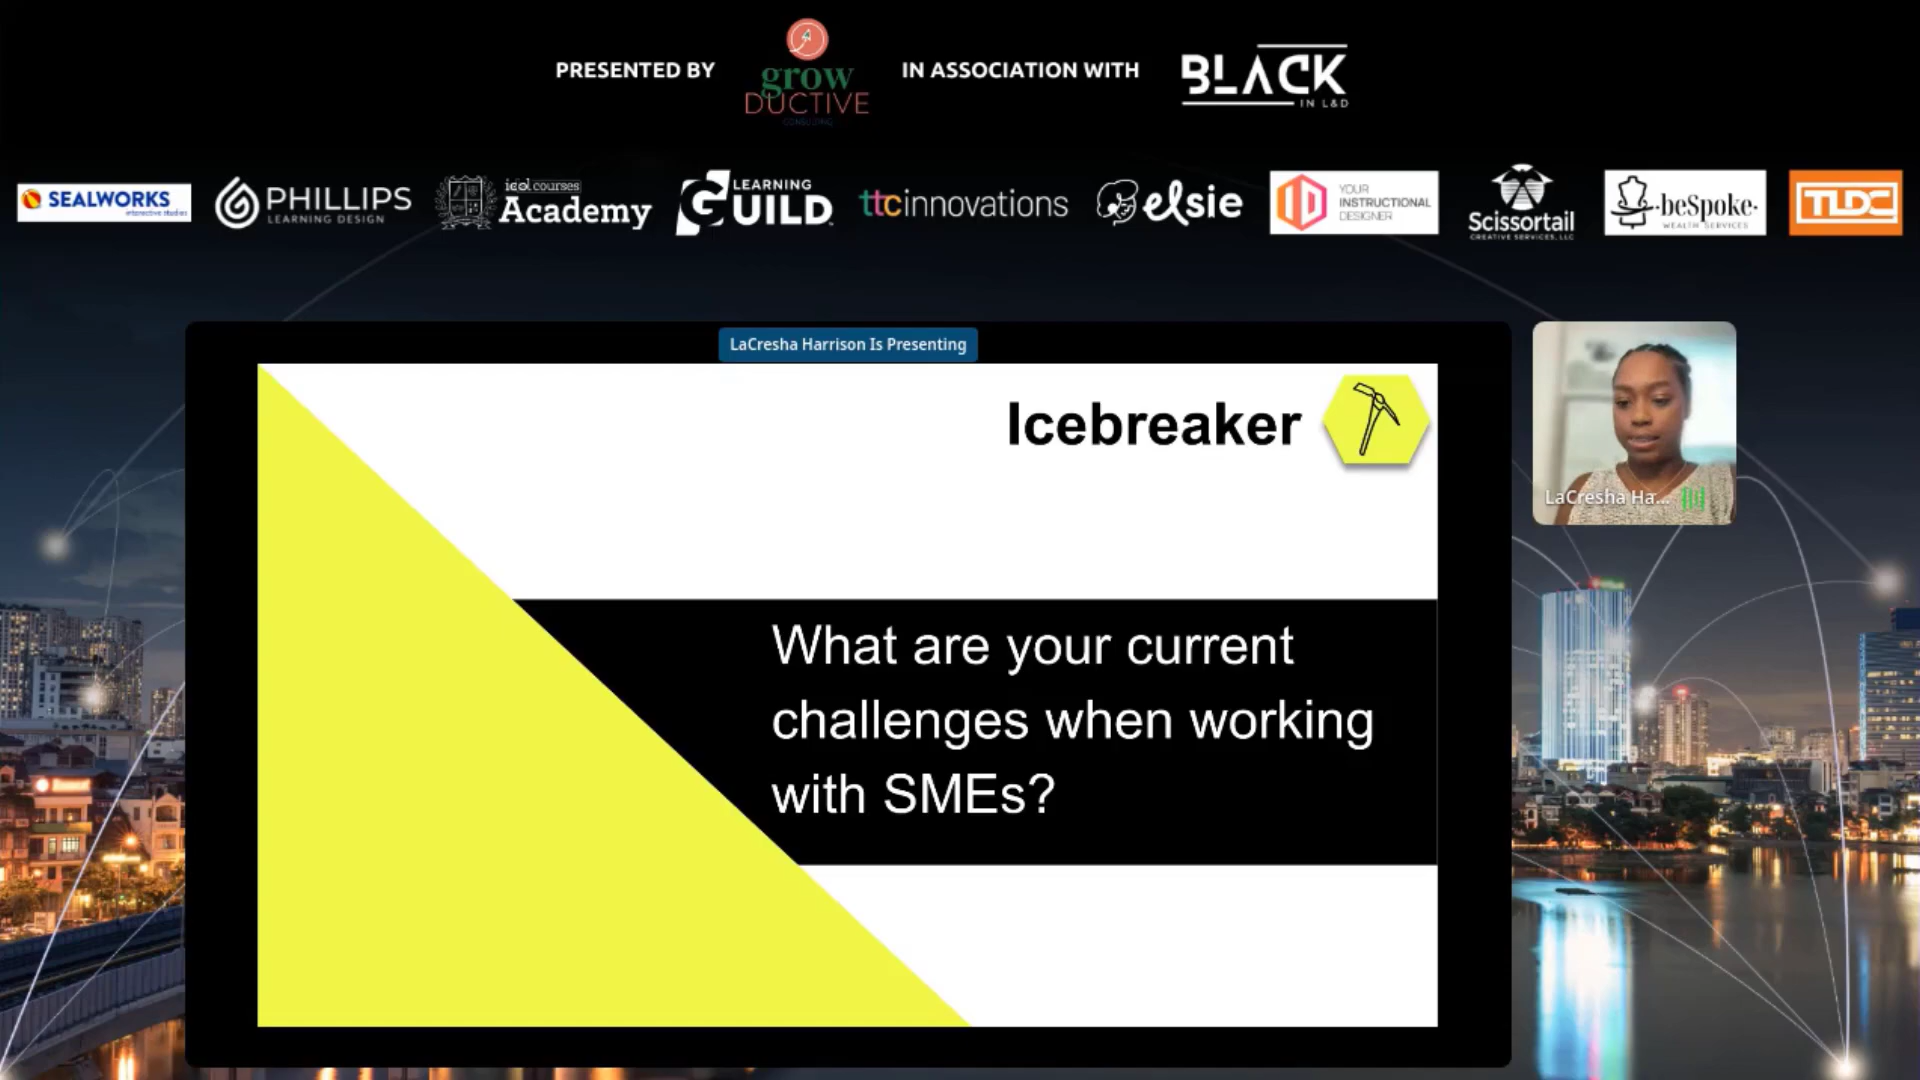 PRESENTED BY
grow
DUCTIVE
CONSULTING
IN ASSOCIATION WITH
BLACK
IN L&D
SEALWORKS
interactive studios
PHILLIPS
LEARNING DESIGN
idol courses
Academy
LEARNING
GUILD
ttcinnovations
elsie
YOUR
INSTRUCTIONAL
DESIGNER
Scissortail
CREATIVE SERVICES, LLC
·beSpoke·
WEALTH SERVICES
TLDC
LaCresha Harrison Is Presenting
Icebreaker
What are your current
challenges when working
with SMEs?
LaCresha Ha...